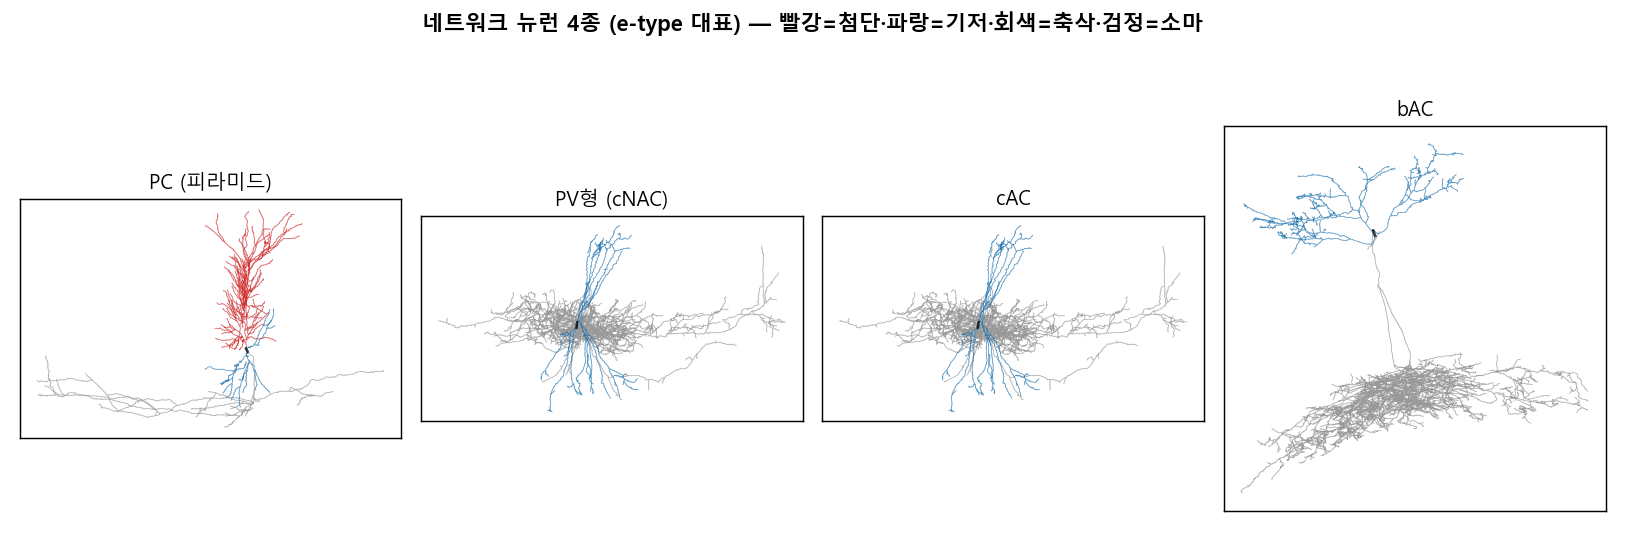 네트워크 뉴런 4종 (e-type 대표) — 빨강=첨단·파랑=기저·회색=축삭·검정=소마
PC (피라미드)
PV형 (cNAC)
cAC
bAC